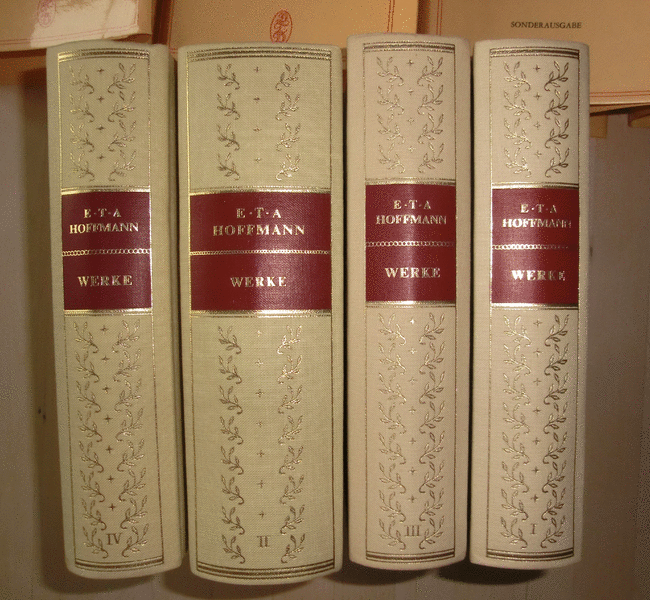 SONDERAUSGABE
E·T·A
HOFFMANN
WERKE
IV
E·T·A
HOFFMANN
WERKE
II
E·T·A
HOFFMANN
WERKE
III
E·T·A
HOFFMANN
WERKE
I